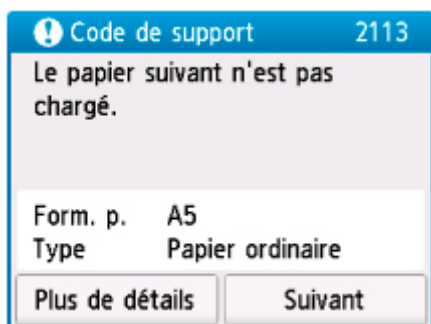 Code de support 2113
Le papier suivant n'est pas
chargé.
Form. p. A5
Type Papier ordinaire
Plus de détails Suivant